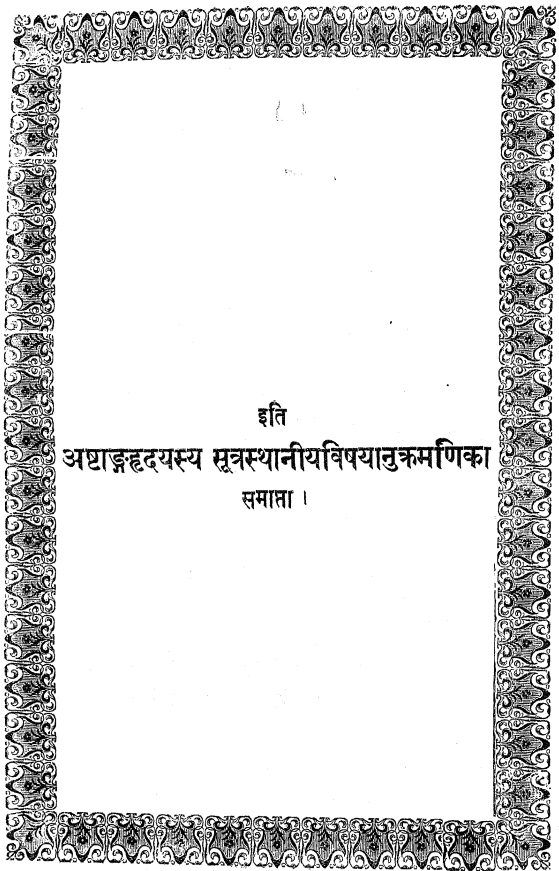 इति
अष्टाङ्गहृदयस्य सूत्रस्थानीयविषयानुक्रमणिका
समाप्ता ।